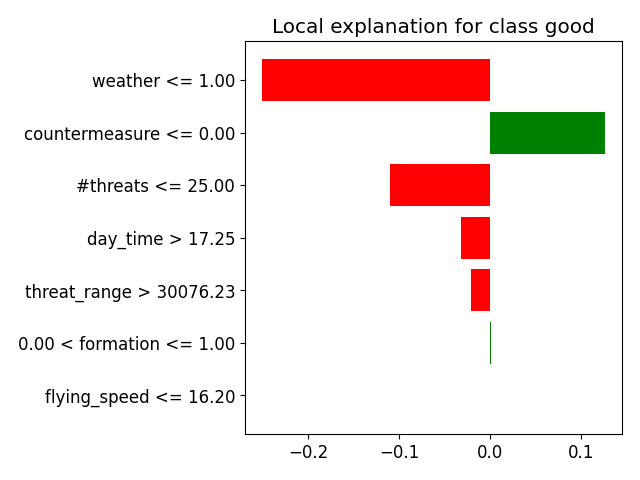 Local explanation for class good
weather <= 1.00
countermeasure <= 0.00
#threats <= 25.00
day_time > 17.25
threat_range > 30076.23
0.00 < formation <= 1.00
flying_speed <= 16.20
−0.2 −0.1 0.0 0.1